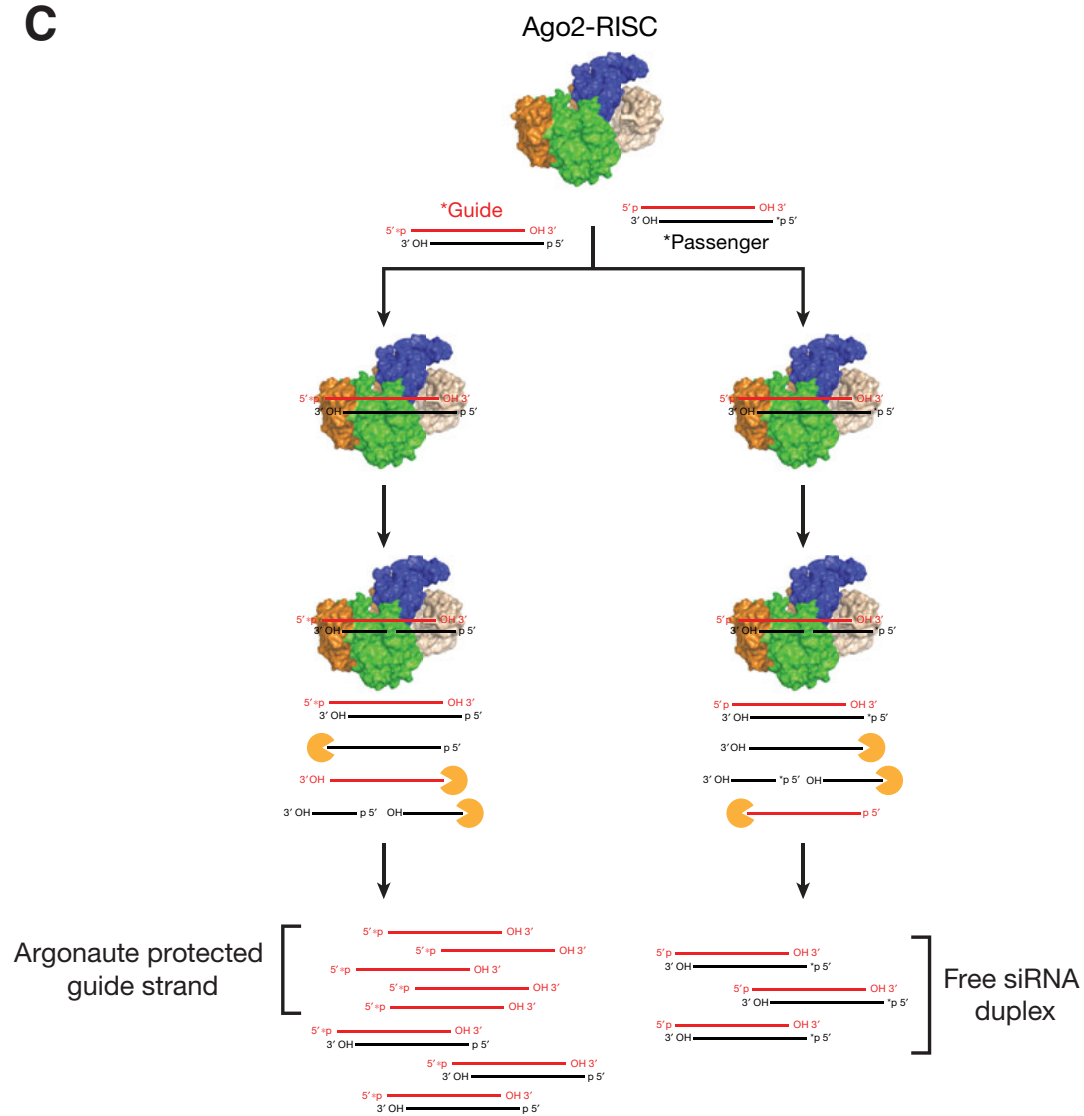 C
Ago2-RISC
*Guide
5′ *p OH 3′
3′ OH p 5′
5′ p OH 3′
3′ OH *p 5′
*Passenger
5′ *p OH 3′
3′ OH p 5′
5′ p OH 3′
3′ OH *p 5′
5′ *p OH 3′
3′ OH p 5′
5′ p OH 3′
3′ OH *p 5′
5′ *p OH 3′
3′ OH p 5′
p 5′
3′ OH
3′ OH p 5′ OH
5′ p OH 3′
3′ OH *p 5′
3′ OH
3′ OH *p 5′ OH
p 5′
Argonaute protected
guide strand
5′ *p OH 3′
5′ *p OH 3′
5′ *p OH 3′
5′ *p OH 3′
5′ *p OH 3′
5′ *p OH 3′
3′ OH p 5′
5′ *p OH 3′
3′ OH p 5′
5′ *p OH 3′
3′ OH p 5′
5′ p OH 3′
3′ OH *p 5′
5′ p OH 3′
3′ OH *p 5′
5′ p OH 3′
3′ OH *p 5′
Free siRNA
duplex